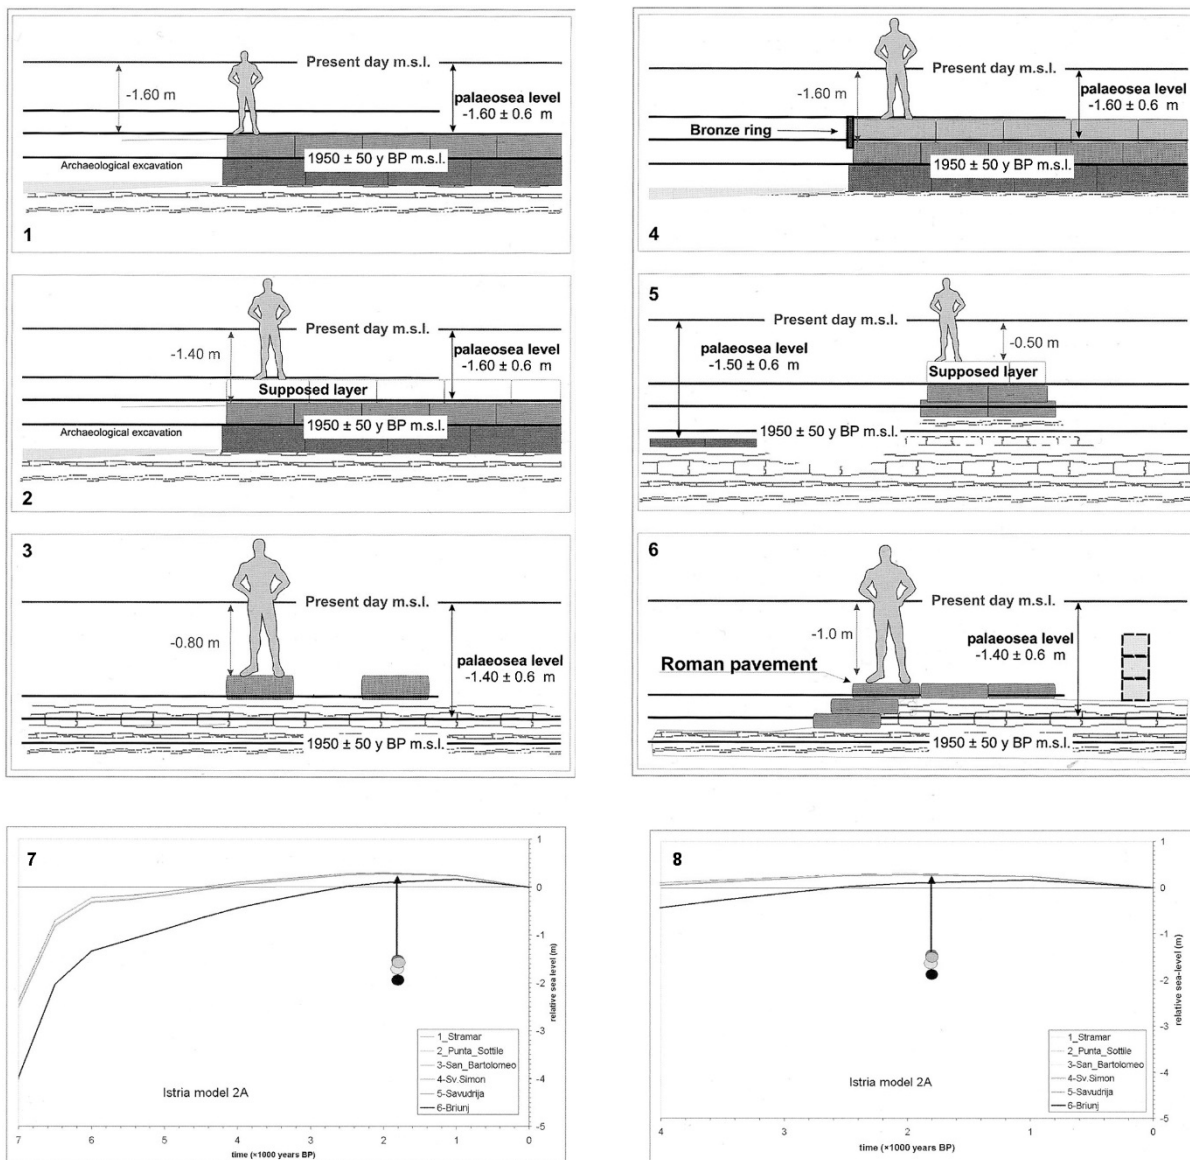 Present day m.s.l.
-1.60 m
palaeosea level
-1.60 ± 0.6 m
Archaeological excavation
1950 ± 50 y BP m.s.l.
1
Present day m.s.l.
-1.40 m
palaeosea level
-1.60 ± 0.6 m
Supposed layer
Archaeological excavation
1950 ± 50 y BP m.s.l.
2
3
Present day m.s.l.
-0.80 m
palaeosea level
-1.40 ± 0.6 m
1950 ± 50 y BP m.s.l.
Present day m.s.l.
-1.60 m
palaeosea level
-1.60 ± 0.6 m
Bronze ring
1950 ± 50 y BP m.s.l.
4
5
Present day m.s.l.
palaeosea level
-1.50 ± 0.6 m
-0.50 m
Supposed layer
1950 ± 50 y BP m.s.l.
6
Present day m.s.l.
-1.0 m
palaeosea level
-1.40 ± 0.6 m
Roman pavement
1950 ± 50 y BP m.s.l.
7
1
0
-1
-2
-3
-4
-5
relative sea level (m)
1_Stramar
2_Punta_Sottile
3-San_Bartolomeo
4-Sv.Simon
5-Savudrija
6-Briunj
Istria model 2A
7 6 5 4 3 2 1 0
time (×1000 years BP)
8
1
0
-1
-2
-3
-4
-5
relative sea-level (m)
1_Stramar
2_Punta_Sottile
3-San_Bartolomeo
4-Sv.Simon
5-Savudrija
6-Briunj
Istria model 2A
4 3 2 1 0
time (×1000 years BP)